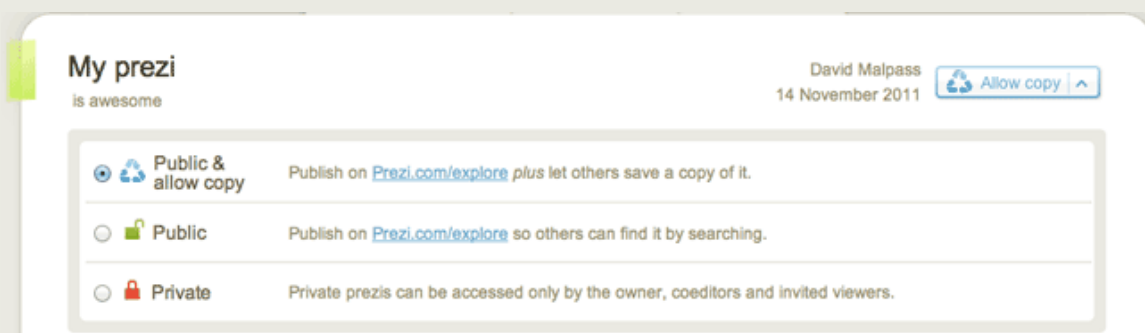 My prezi
is awesome
David Malpass
14 November 2011
Allow copy
Public &
allow copy
Publish on Prezi.com/explore plus let others save a copy of it.
Public
Publish on Prezi.com/explore so others can find it by searching.
Private
Private prezis can be accessed only by the owner, coeditors and invited viewers.